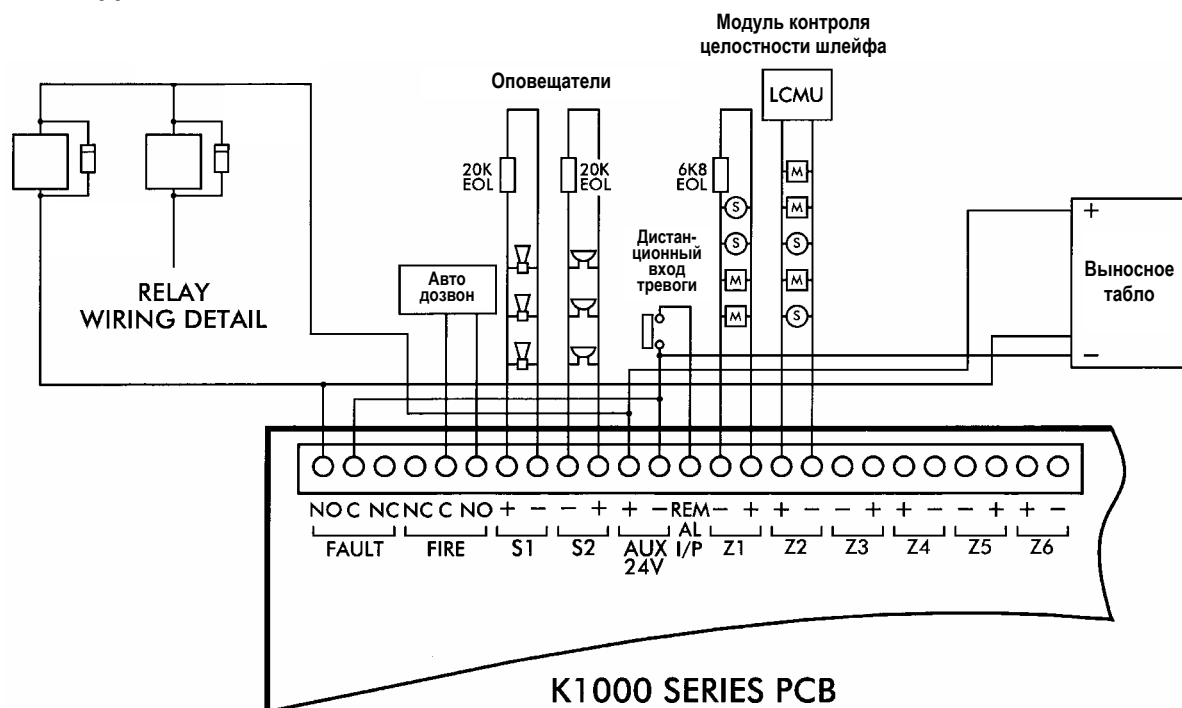 Модуль контроля
целостности шлейфа
Оповещатели
LCMU
20K
EOL
20K
EOL
6K8
EOL
M
S
M
S
S
M
M
M
S
Дистан-
ционный
вход
тревоги
+
Выносное
табло
−
Авто
дозвон
RELAY
WIRING DETAIL
NO C NC NC C NO + − − + + − REM − + + − − + + − − + + −
AL
FAULT FIRE S1 S2 AUX I/P Z1 Z2 Z3 Z4 Z5 Z6
24V
K1000 SERIES PCB